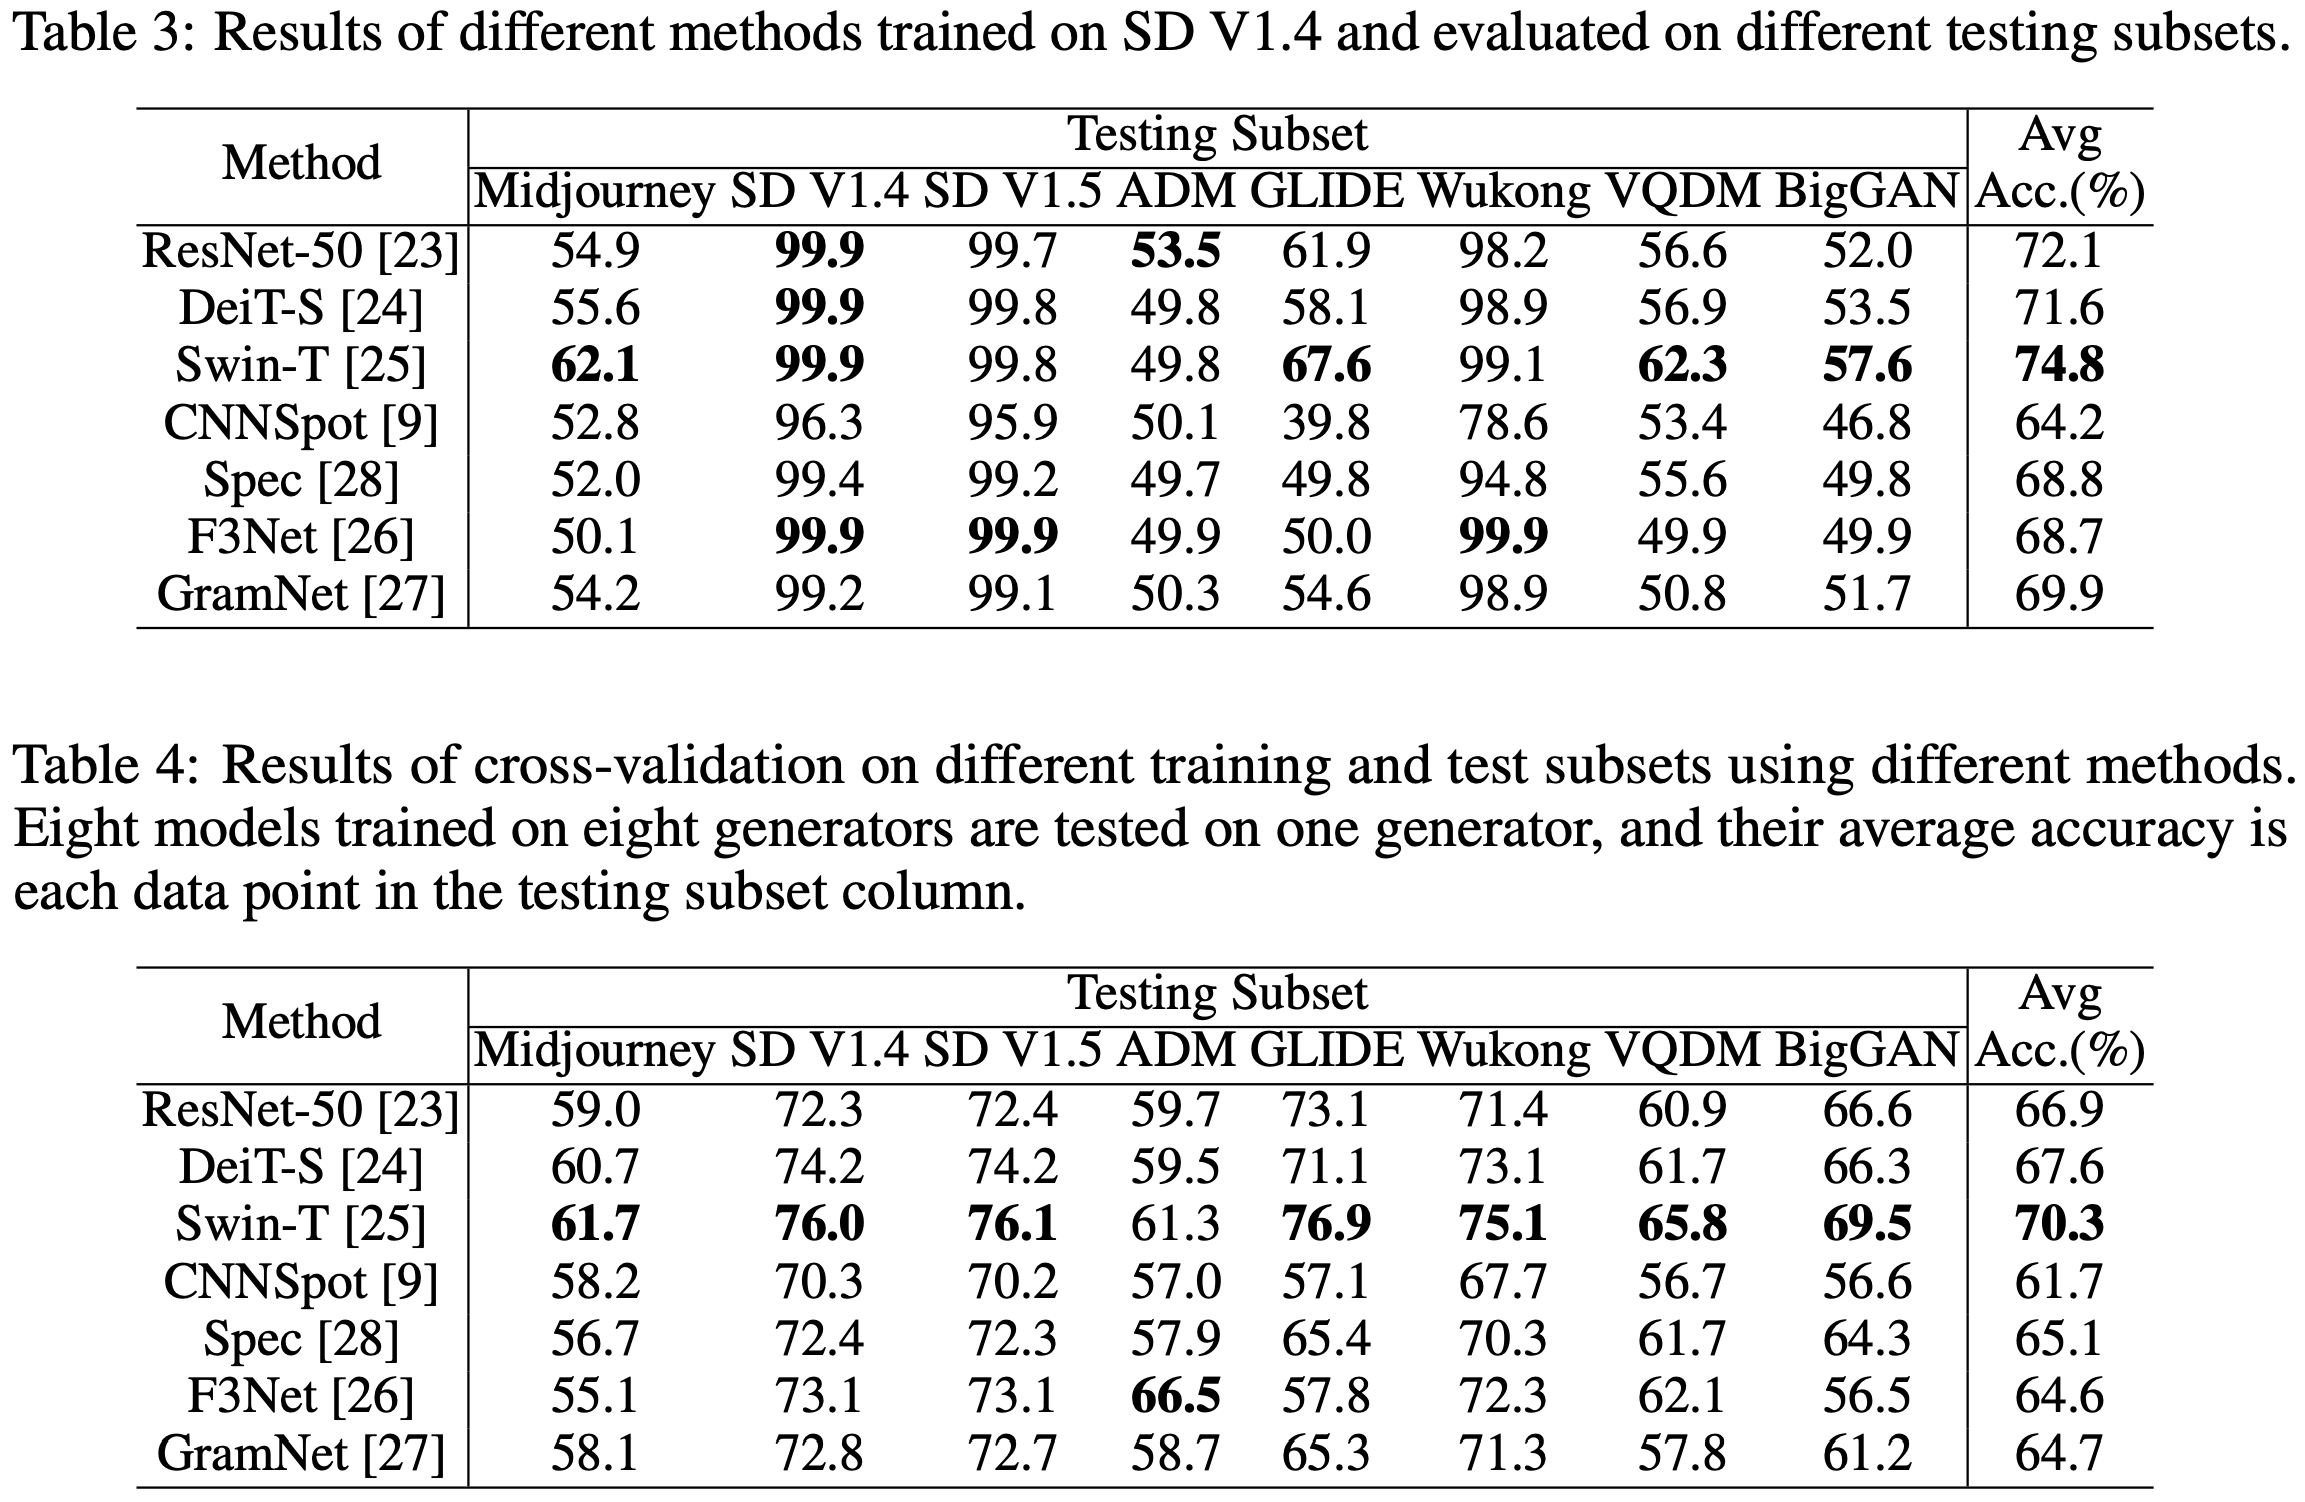 Table 3: Results of different methods trained on SD V1.4 and evaluated on different testing subsets.
Method Testing Subset Avg Acc.(%)
Midjourney SD V1.4 SD V1.5 ADM GLIDE Wukong VQDM BigGAN
ResNet-50 [23] 54.9 99.9 99.7 53.5 61.9 98.2 56.6 52.0 72.1
DeiT-S [24] 55.6 99.9 99.8 49.8 58.1 98.9 56.9 53.5 71.6
Swin-T [25] 62.1 99.9 99.8 49.8 67.6 99.1 62.3 57.6 74.8
CNNSpot [9] 52.8 96.3 95.9 50.1 39.8 78.6 53.4 46.8 64.2
Spec [28] 52.0 99.4 99.2 49.7 49.8 94.8 55.6 49.8 68.8
F3Net [26] 50.1 99.9 99.9 49.9 50.0 99.9 49.9 49.9 68.7
GramNet [27] 54.2 99.2 99.1 50.3 54.6 98.9 50.8 51.7 69.9
Table 4: Results of cross-validation on different training and test subsets using different methods.
Eight models trained on eight generators are tested on one generator, and their average accuracy is
each data point in the testing subset column.
Method Testing Subset Avg Acc.(%)
Midjourney SD V1.4 SD V1.5 ADM GLIDE Wukong VQDM BigGAN
ResNet-50 [23] 59.0 72.3 72.4 59.7 73.1 71.4 60.9 66.6 66.9
DeiT-S [24] 60.7 74.2 74.2 59.5 71.1 73.1 61.7 66.3 67.6
Swin-T [25] 61.7 76.0 76.1 61.3 76.9 75.1 65.8 69.5 70.3
CNNSpot [9] 58.2 70.3 70.2 57.0 57.1 67.7 56.7 56.6 61.7
Spec [28] 56.7 72.4 72.3 57.9 65.4 70.3 61.7 64.3 65.1
F3Net [26] 55.1 73.1 73.1 66.5 57.8 72.3 62.1 56.5 64.6
GramNet [27] 58.1 72.8 72.7 58.7 65.3 71.3 57.8 61.2 64.7